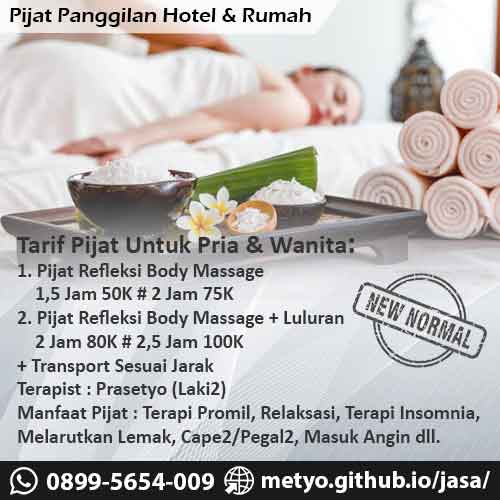 Pijat Panggilan Hotel & Rumah
Tarif Pijat Untuk Pria & Wanita:
1. Pijat Refleksi Body Massage
1,5 Jam 50K # 2 Jam 75K
2. Pijat Refleksi Body Massage + Luluran
2 Jam 80K # 2,5 Jam 100K
+ Transport Sesuai Jarak
Terapist : Prasetyo (Laki2)
Manfaat Pijat : Terapi Promil, Relaksasi, Terapi Insomnia,
Melarutkan Lemak, Cape2/Pegal2, Masuk Angin dll.
NEW NORMAL
0899-5654-009 metyo.github.io/jasa/